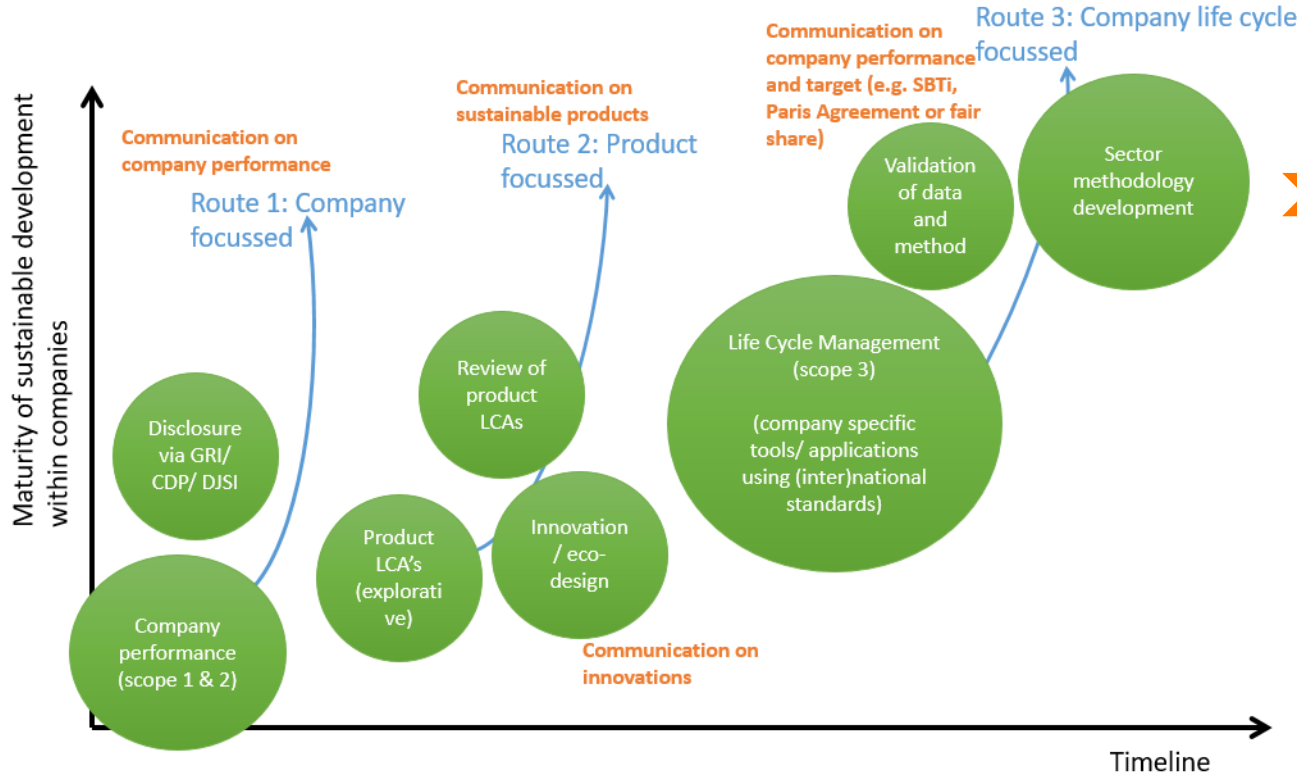 Maturity of sustainable development
within companies
Communication on
company performance
Route 1: Company
focussed
Disclosure
via GRI/
CDP/ DJSI
Company
performance
(scope 1 & 2)
Communication on
sustainable products
Route 2: Product
focussed
Review of
product
LCAs
Product
LCA's
(explorati
ve)
Innovation
/ eco-
design
Communication on
innovations
Communication on
company performance
and target (e.g. SBTi,
Paris Agreement or fair
share)
Route 3: Company life cycle
focussed
Validation
of data
and
method
Sector
methodology
development
Life Cycle Management
(scope 3)
(company specific
tools/ applications
using (inter)national
standards)
Timeline